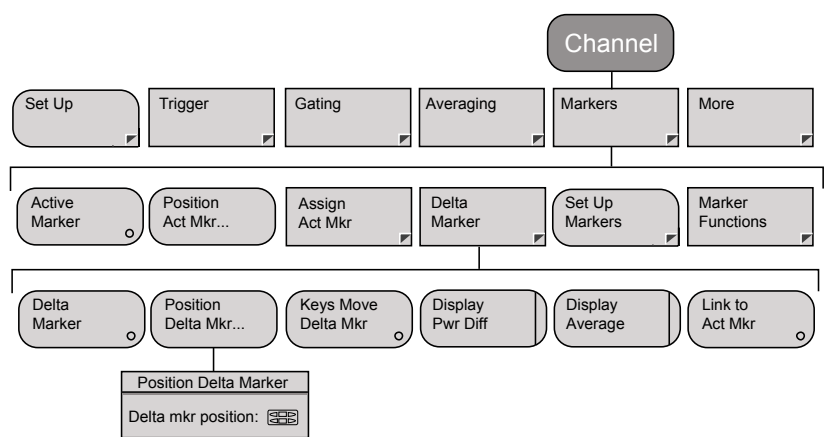 Channel
Set Up
Trigger
Gating
Averaging
Markers
More
Active
Marker
Position
Act Mkr...
Assign
Act Mkr
Delta
Marker
Set Up
Markers
Marker
Functions
Delta
Marker
Position
Delta Mkr...
Keys Move
Delta Mkr
Display
Pwr Diff
Display
Average
Link to
Act Mkr
Position Delta Marker
Delta mkr position: